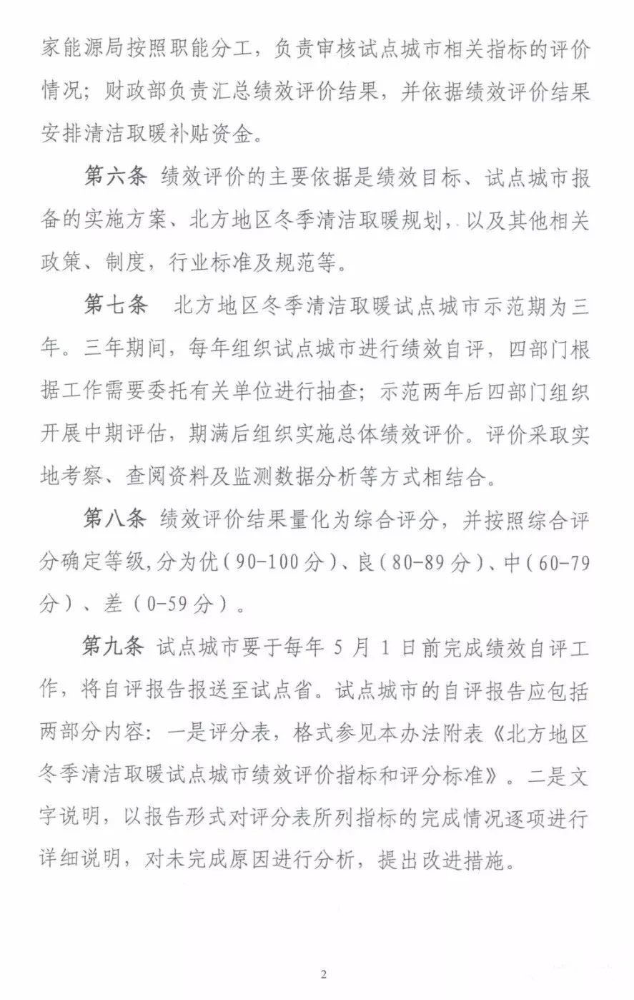 家能源局按照职能分工，负责审核试点城市相关指标的评价
情况；财政部负责汇总绩效评价结果，并依据绩效评价结果
安排清洁取暖补贴资金。
第六条 绩效评价的主要依据是绩效目标、试点城市报
备的实施方案、北方地区冬季清洁取暖规划，以及其他相关
政策、制度，行业标准及规范等。
第七条 北方地区冬季清洁取暖试点城市示范期为三
年。三年期间，每年组织试点城市进行绩效自评，四部门根
据工作需要委托有关单位进行抽查；示范两年后四部门组织
开展中期评估，期满后组织实施总体绩效评价。评价采取实
地考察、查阅资料及监测数据分析等方式相结合。
第八条 绩效评价结果量化为综合评分，并按照综合评
分确定等级,分为优(90-100分)、良(80-89分)、中(60-79
分)、差(0-59分)。
第九条 试点城市要于每年 5 月 1 日前完成绩效自评工
作，将自评报告报送至试点省。试点城市的自评报告应包括
两部分内容：一是评分表，格式参见本办法附表《北方地区
冬季清洁取暖试点城市绩效评价指标和评分标准》。二是文
字说明，以报告形式对评分表所列指标的完成情况逐项进行
详细说明，对未完成原因进行分析，提出改进措施。
2